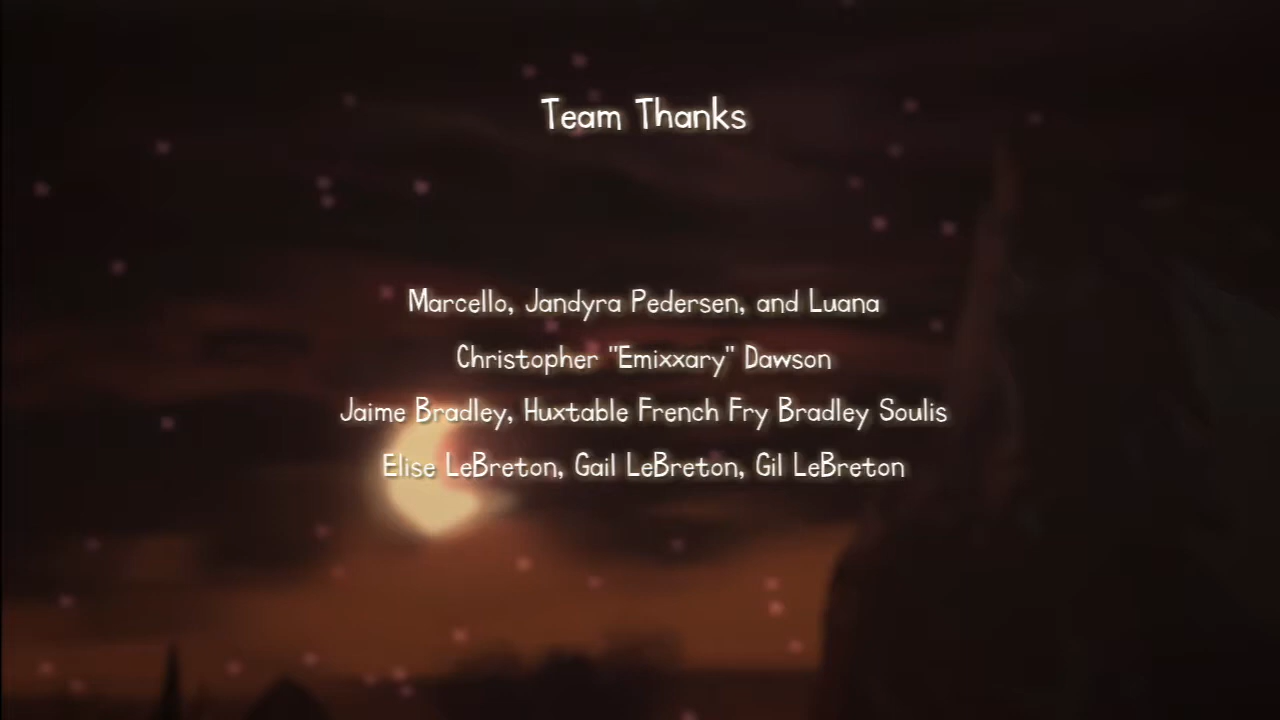 Team Thanks
Marcello, Jandyra Pedersen, and Luana
Christopher "Emixxary" Dawson
Jaime Bradley, Huxtable French Fry Bradley Soulis
Elise LeBreton, Gail LeBreton, Gil LeBreton